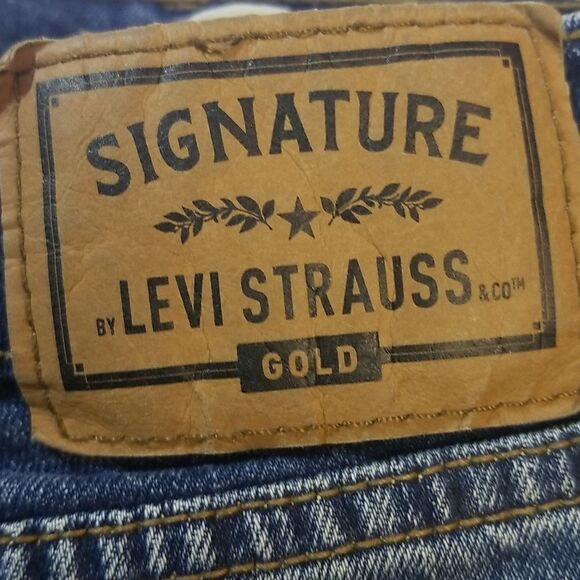 SIGNATURE
BY LEVI STRAUSS & CO™
GOLD